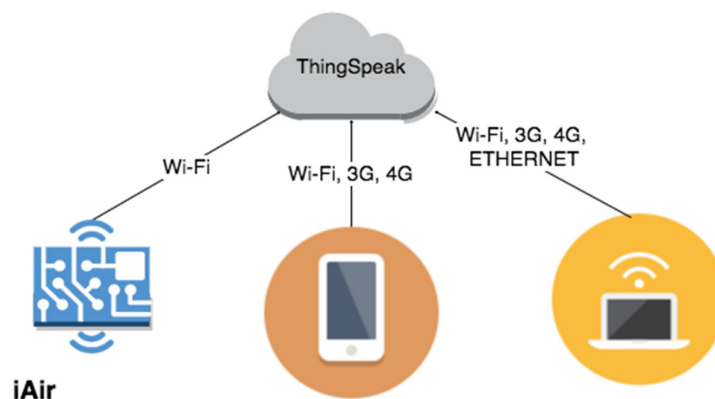 ThingSpeak
Wi-Fi
Wi-Fi, 3G, 4G
Wi-Fi, 3G, 4G,
ETHERNET
iAir